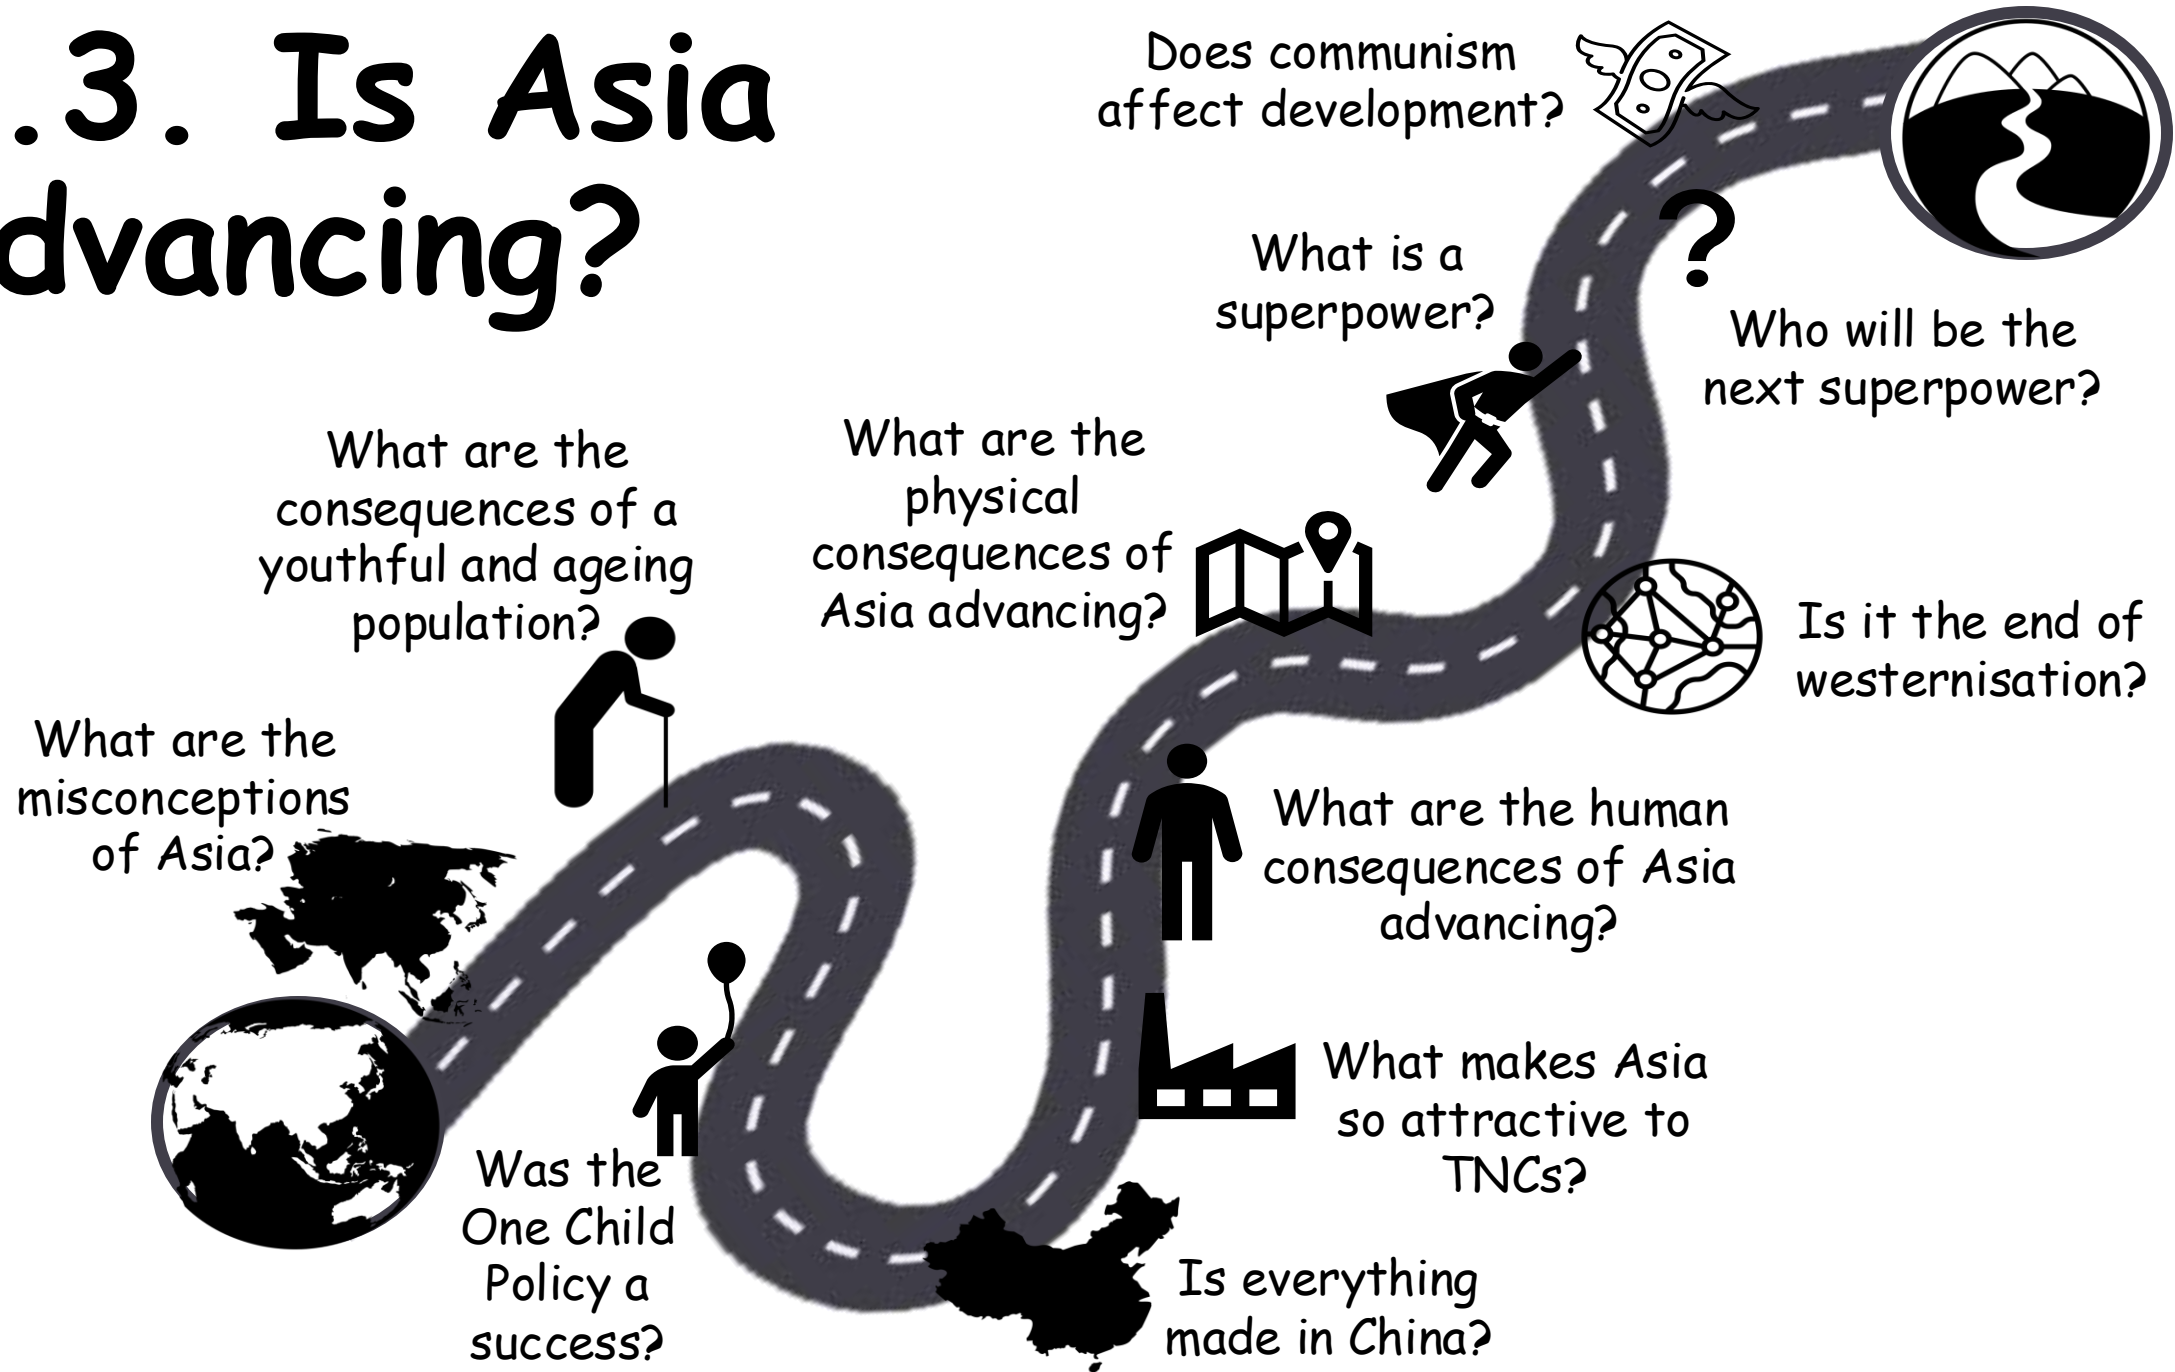 .3. Is Asia
dvancing?
Does communism
affect development?
What is a
superpower?
Who will be the
next superpower?
What are the
consequences of a
youthful and ageing
population?
What are the
physical
consequences of
Asia advancing?
Is it the end of
westernisation?
What are the
misconceptions
of Asia?
What are the human
consequences of Asia
advancing?
What makes Asia
so attractive to
TNCs?
Was the
One Child
Policy a
success?
Is everything
made in China?